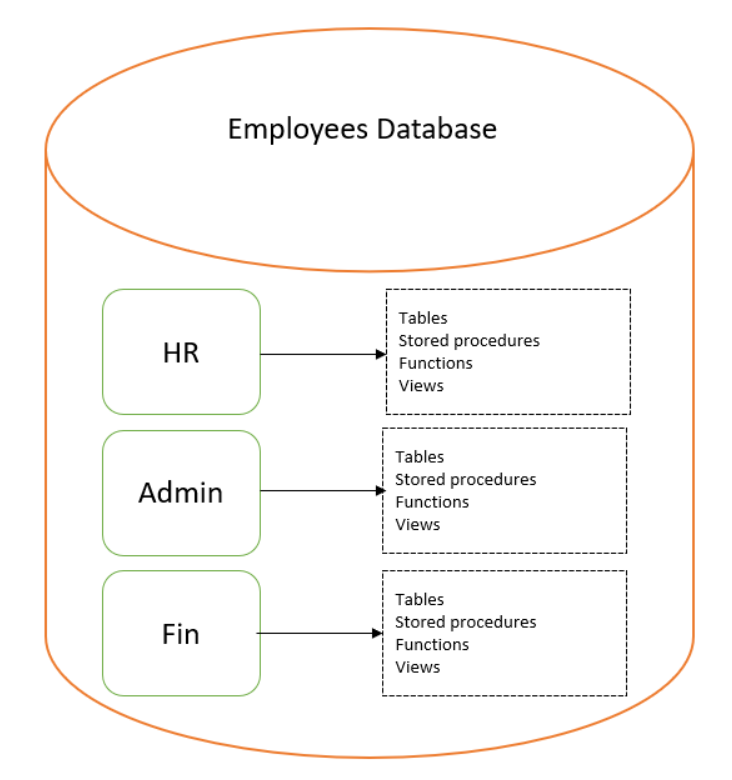 Employees Database
HR
Tables
Stored procedures
Functions
Views
Admin
Tables
Stored procedures
Functions
Views
Fin
Tables
Stored procedures
Functions
Views